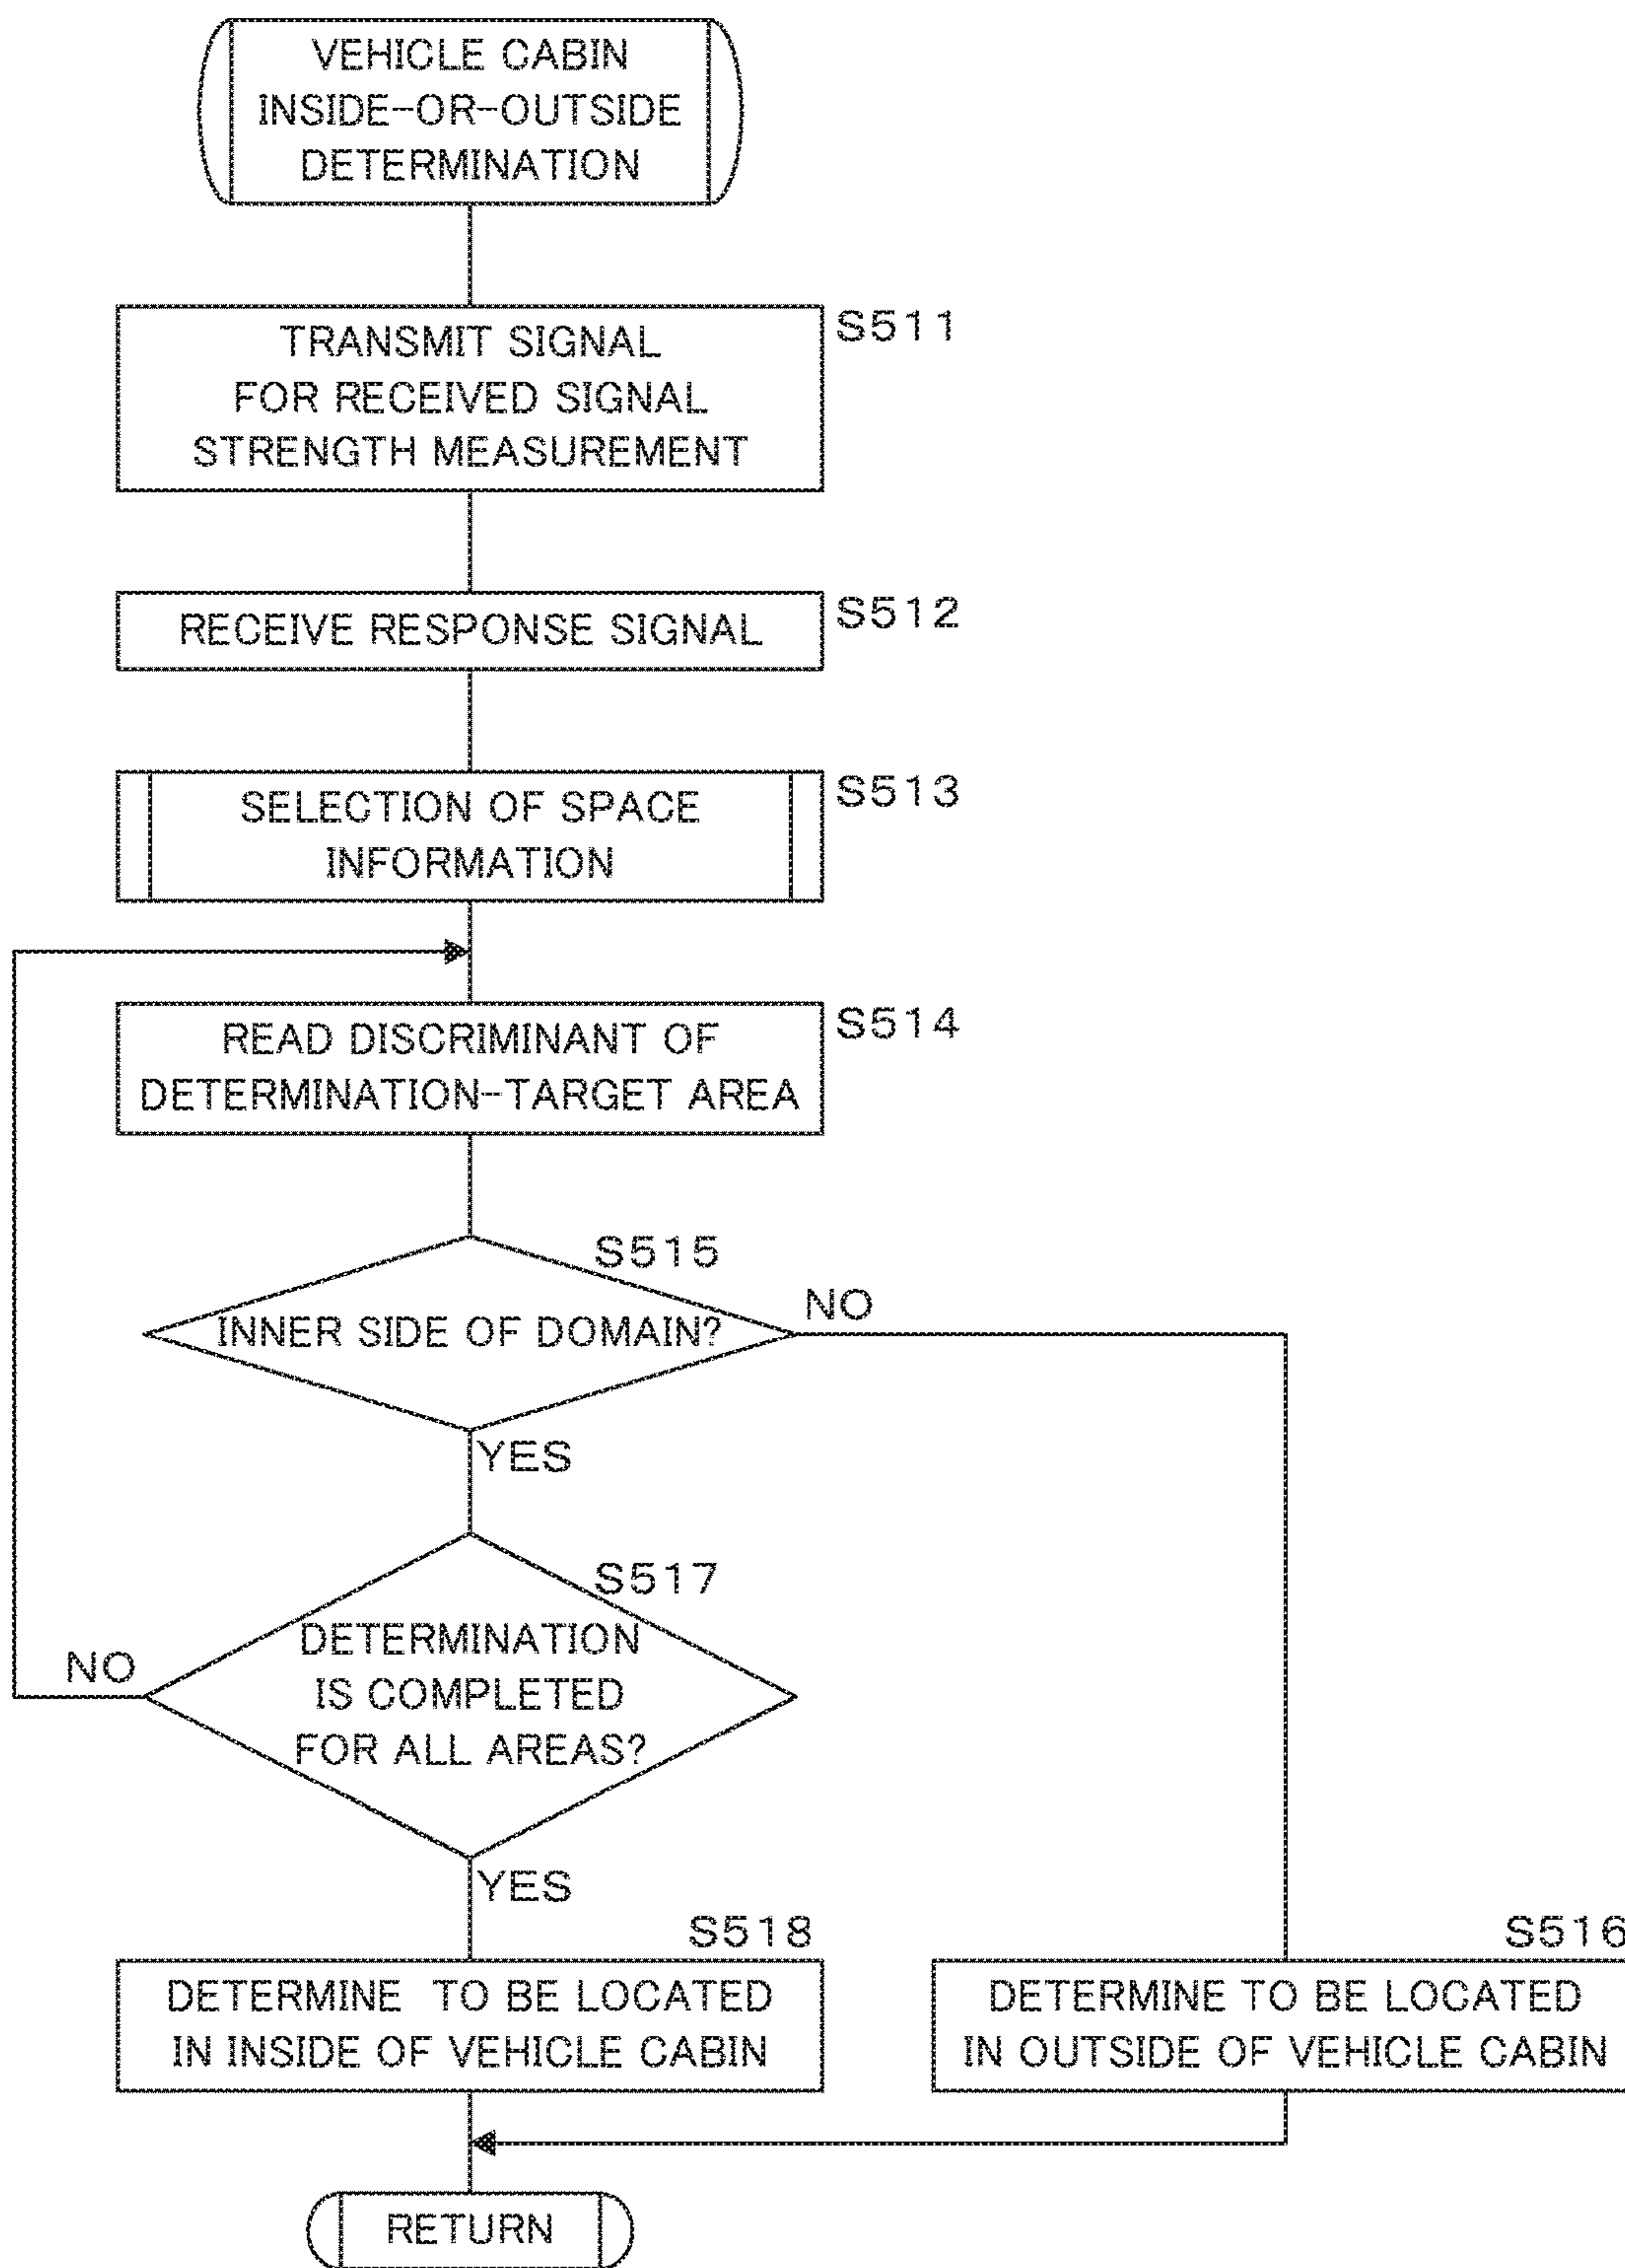 VEHICLE CABIN
INSIDE-OR-OUTSIDE
DETERMINATION
TRANSMIT SIGNAL
FOR RECEIVED SIGNAL
STRENGTH MEASUREMENT
S511
RECEIVE RESPONSE SIGNAL
S512
SELECTION OF SPACE
INFORMATION
S513
READ DISCRIMINANT OF
DETERMINATION-TARGET AREA
S514
S515
INNER SIDE OF DOMAIN?
NO
YES
S517
DETERMINATION
IS COMPLETED
FOR ALL AREAS?
NO
YES
S518
DETERMINE TO BE LOCATED
IN INSIDE OF VEHICLE CABIN
S516
DETERMINE TO BE LOCATED
IN OUTSIDE OF VEHICLE CABIN
RETURN